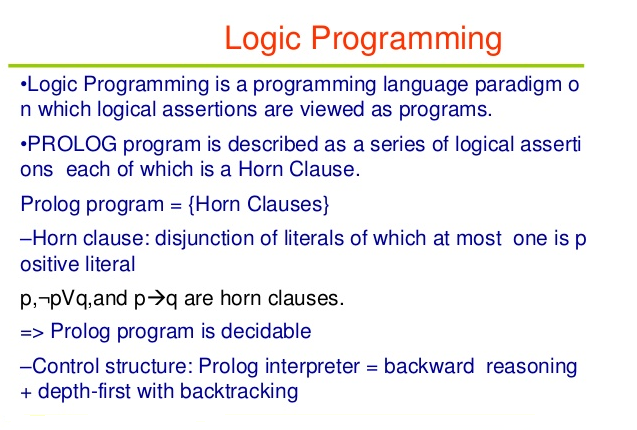 Logic Programming
•Logic Programming is a programming language paradigm o
n which logical assertions are viewed as programs.
•PROLOG program is described as a series of logical asserti
ons  each of which is a Horn Clause.
Prolog program = {Horn Clauses}
–Horn clause: disjunction of literals of which at most  one is p
ositive literal
p,¬pVq,and p→q are horn clauses.
=> Prolog program is decidable
–Control structure: Prolog interpreter = backward  reasoning
+ depth-first with backtracking